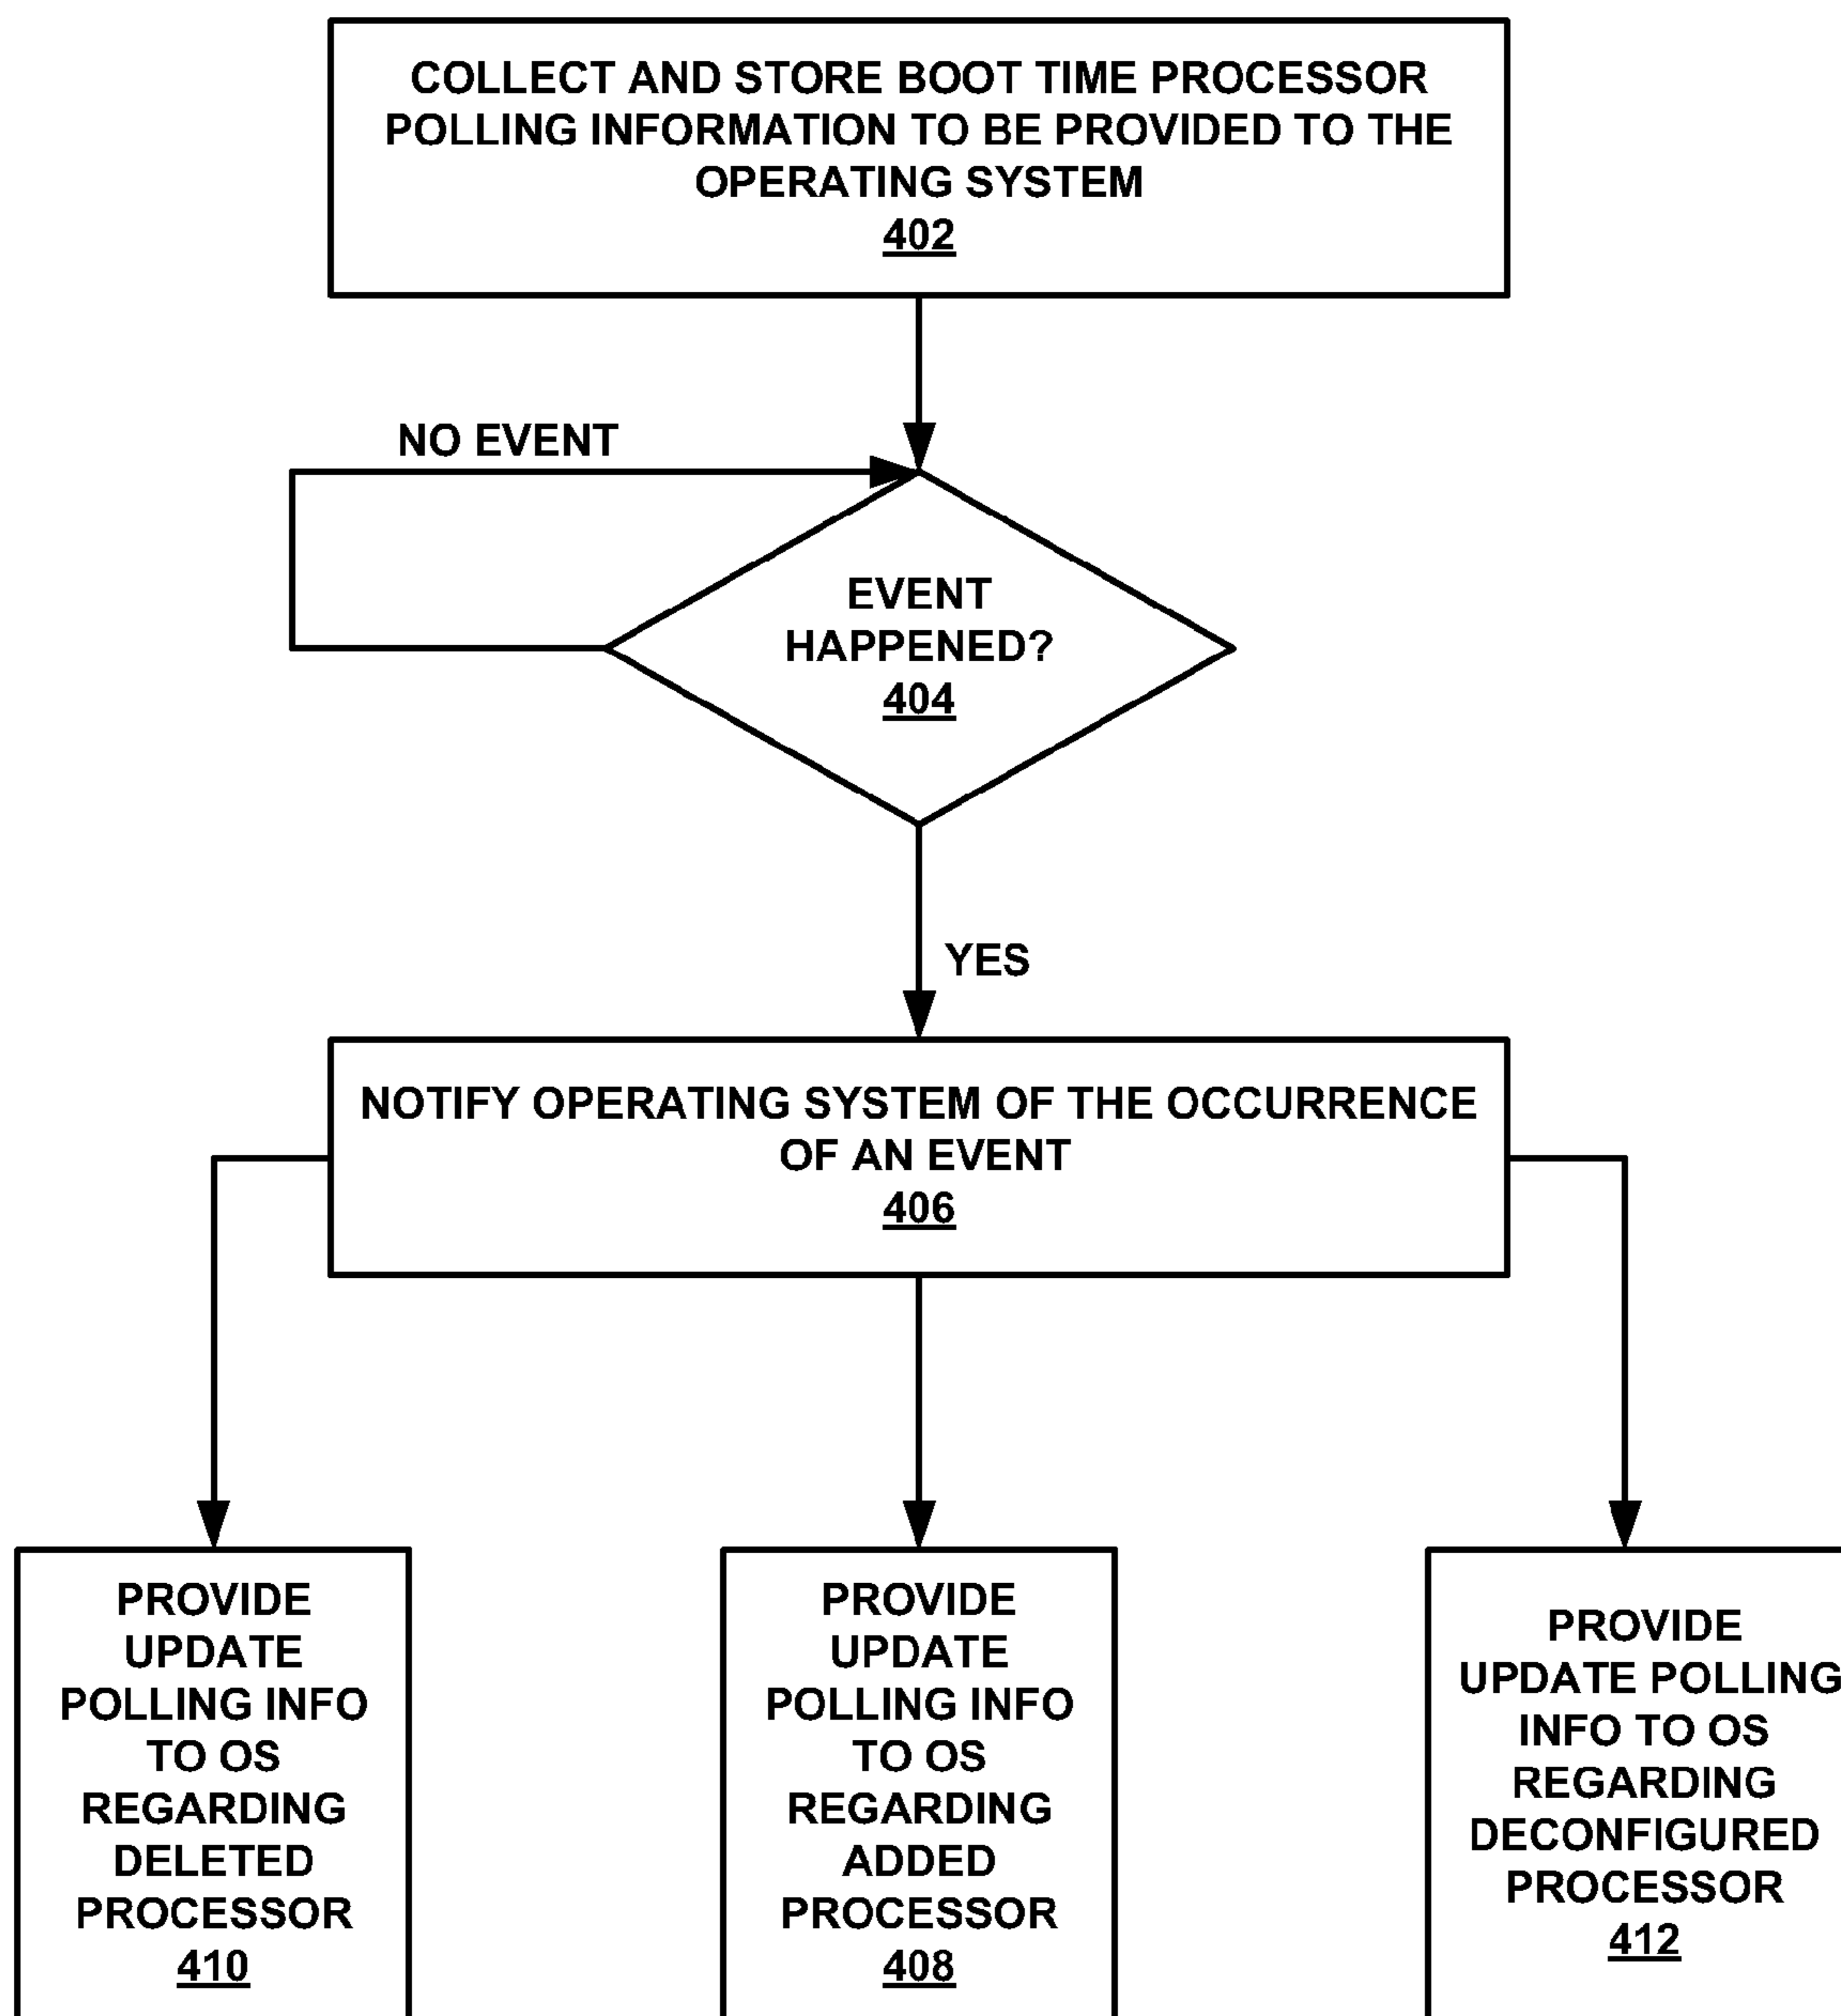 COLLECT AND STORE BOOT TIME PROCESSOR
POLLING INFORMATION TO BE PROVIDED TO THE
OPERATING SYSTEM
402
NO EVENT
EVENT
HAPPENED?
404
YES
NOTIFY OPERATING SYSTEM OF THE OCCURRENCE
OF AN EVENT
406
PROVIDE
UPDATE
POLLING INFO
TO OS
REGARDING
DELETED
PROCESSOR
410
PROVIDE
UPDATE
POLLING INFO
TO OS
REGARDING
ADDED
PROCESSOR
408
PROVIDE
UPDATE POLLING
INFO TO OS
REGARDING
DECONFIGURED
PROCESSOR
412